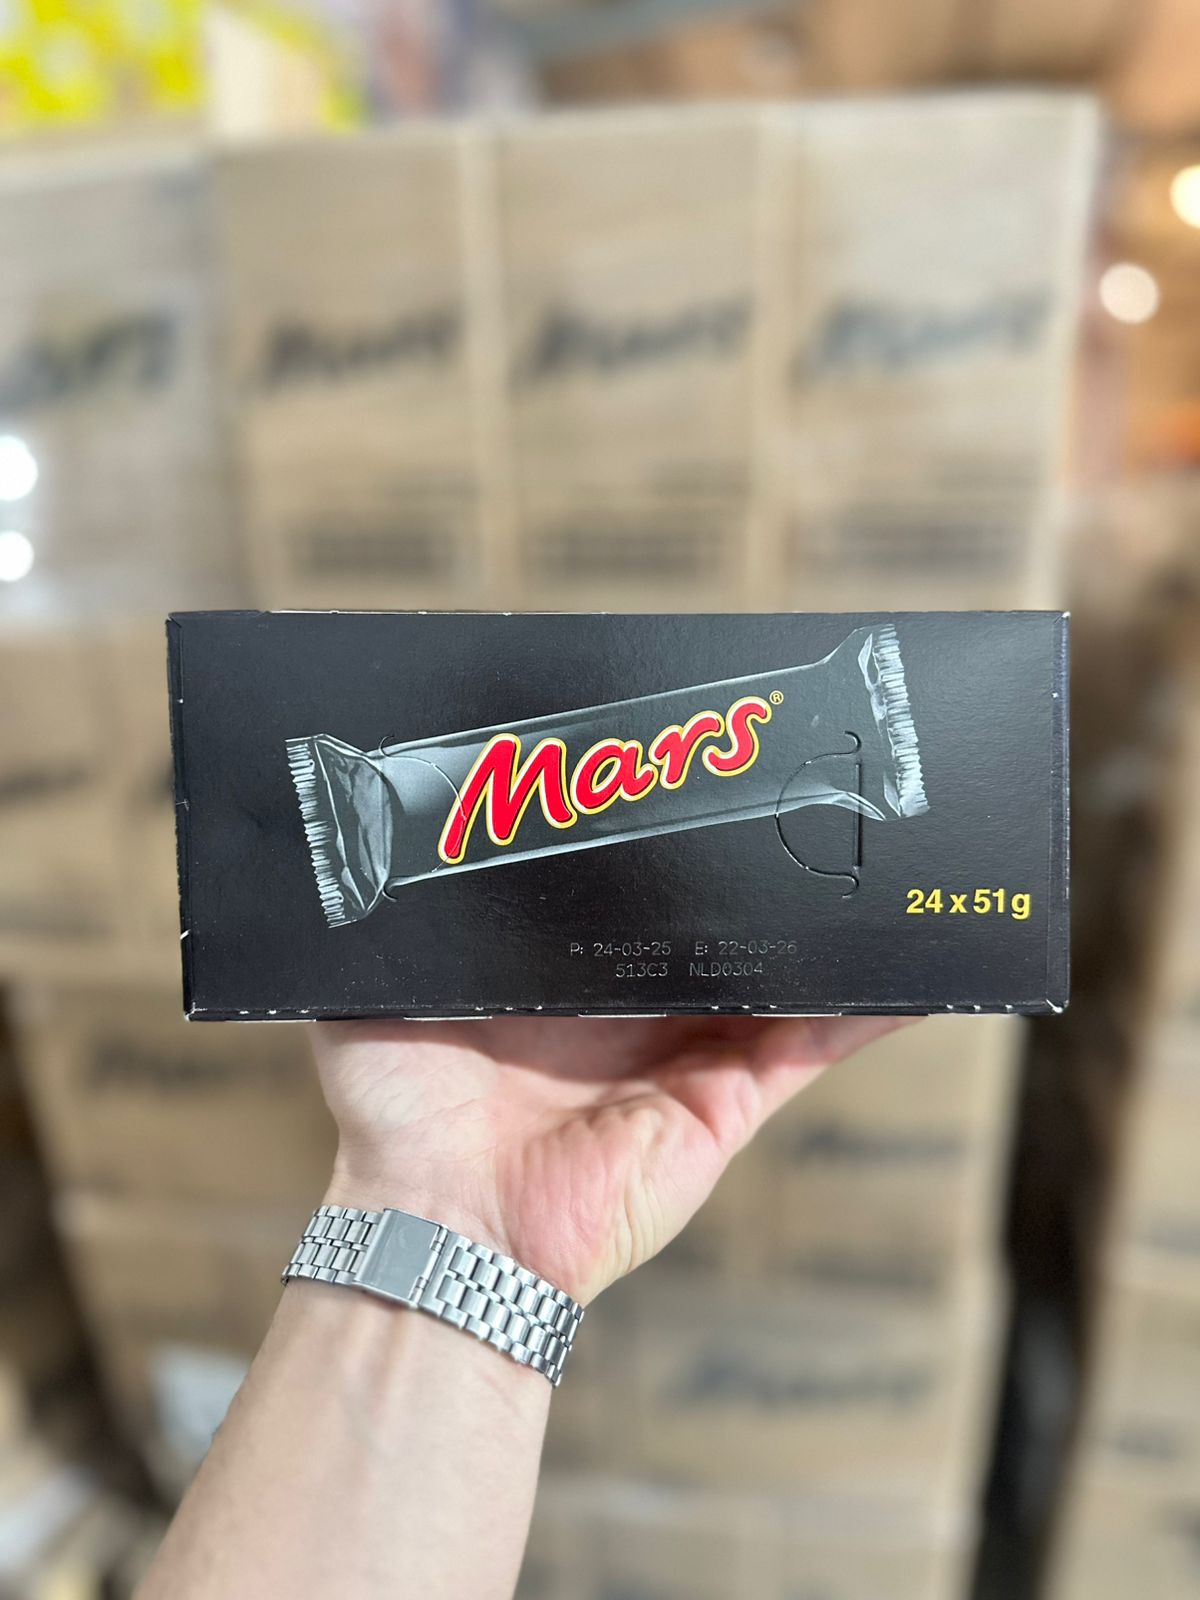 Mars®
24 x 51g
P: 24-03-25 E: 22-03-26
513C3 NLD0304